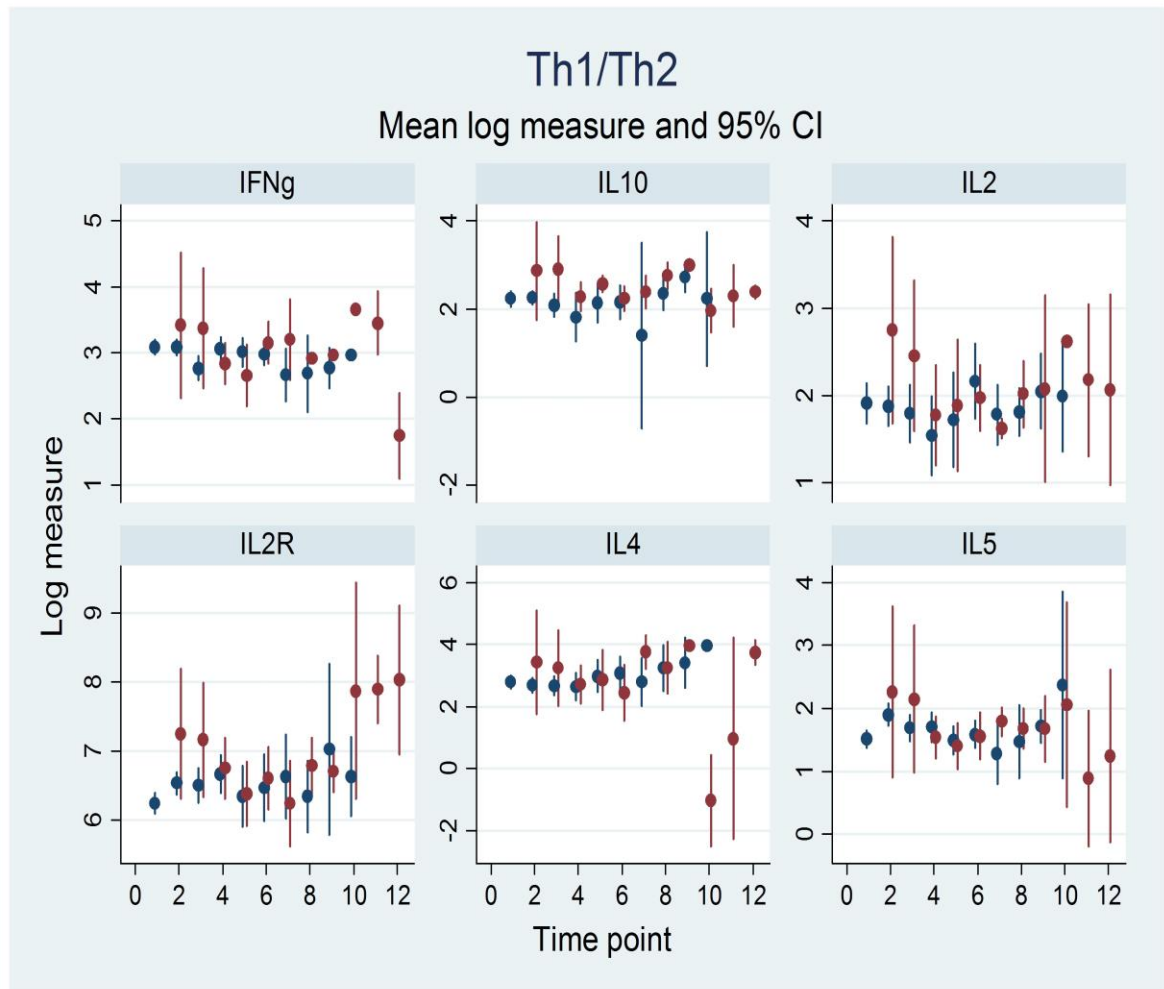 Th1/Th2
Mean log measure and 95% CI
IFNg IL10 IL2
5 4 3 2 1
4 2 0 -2
4 3 2 1
IL2R IL4 IL5
9 8 7 6
6 4 2 0 -2
4 3 2 1 0
Log measure
0 2 4 6 8 10 12 0 2 4 6 8 10 12 0 2 4 6 8 10 12
Time point